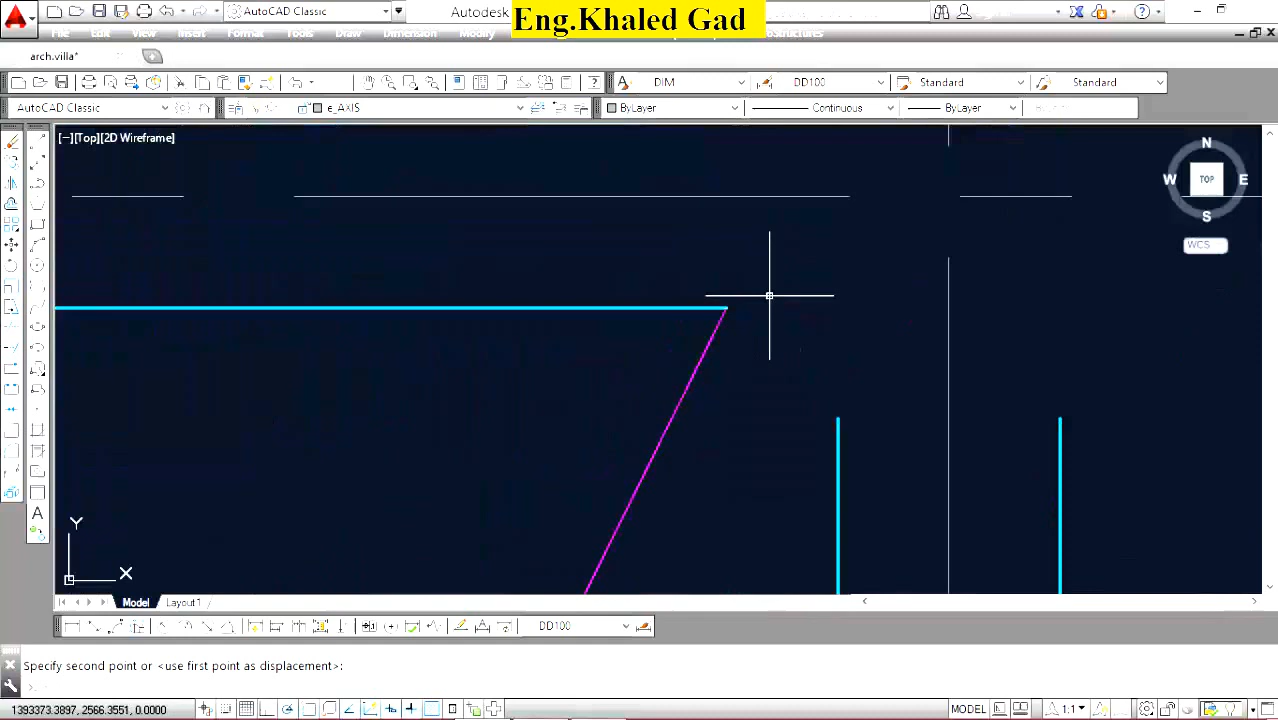 AutoCAD Classic
Autodesk
Eng.Khaled Gad
File Edit View Insert Format Tools Draw Dimension Modify
arch.villa*
DIM DD100 Standard Standard
AutoCAD Classic e_AXIS ByLayer Continuous ByLayer
[−][Top][2D Wireframe]
N
W TOP E
S
WCS
Y
X
Model Layout1
DD100
Specify second point or <use first point as displacement>:
1393373.3897, 2566.3551, 0.0000 MODEL 1:1